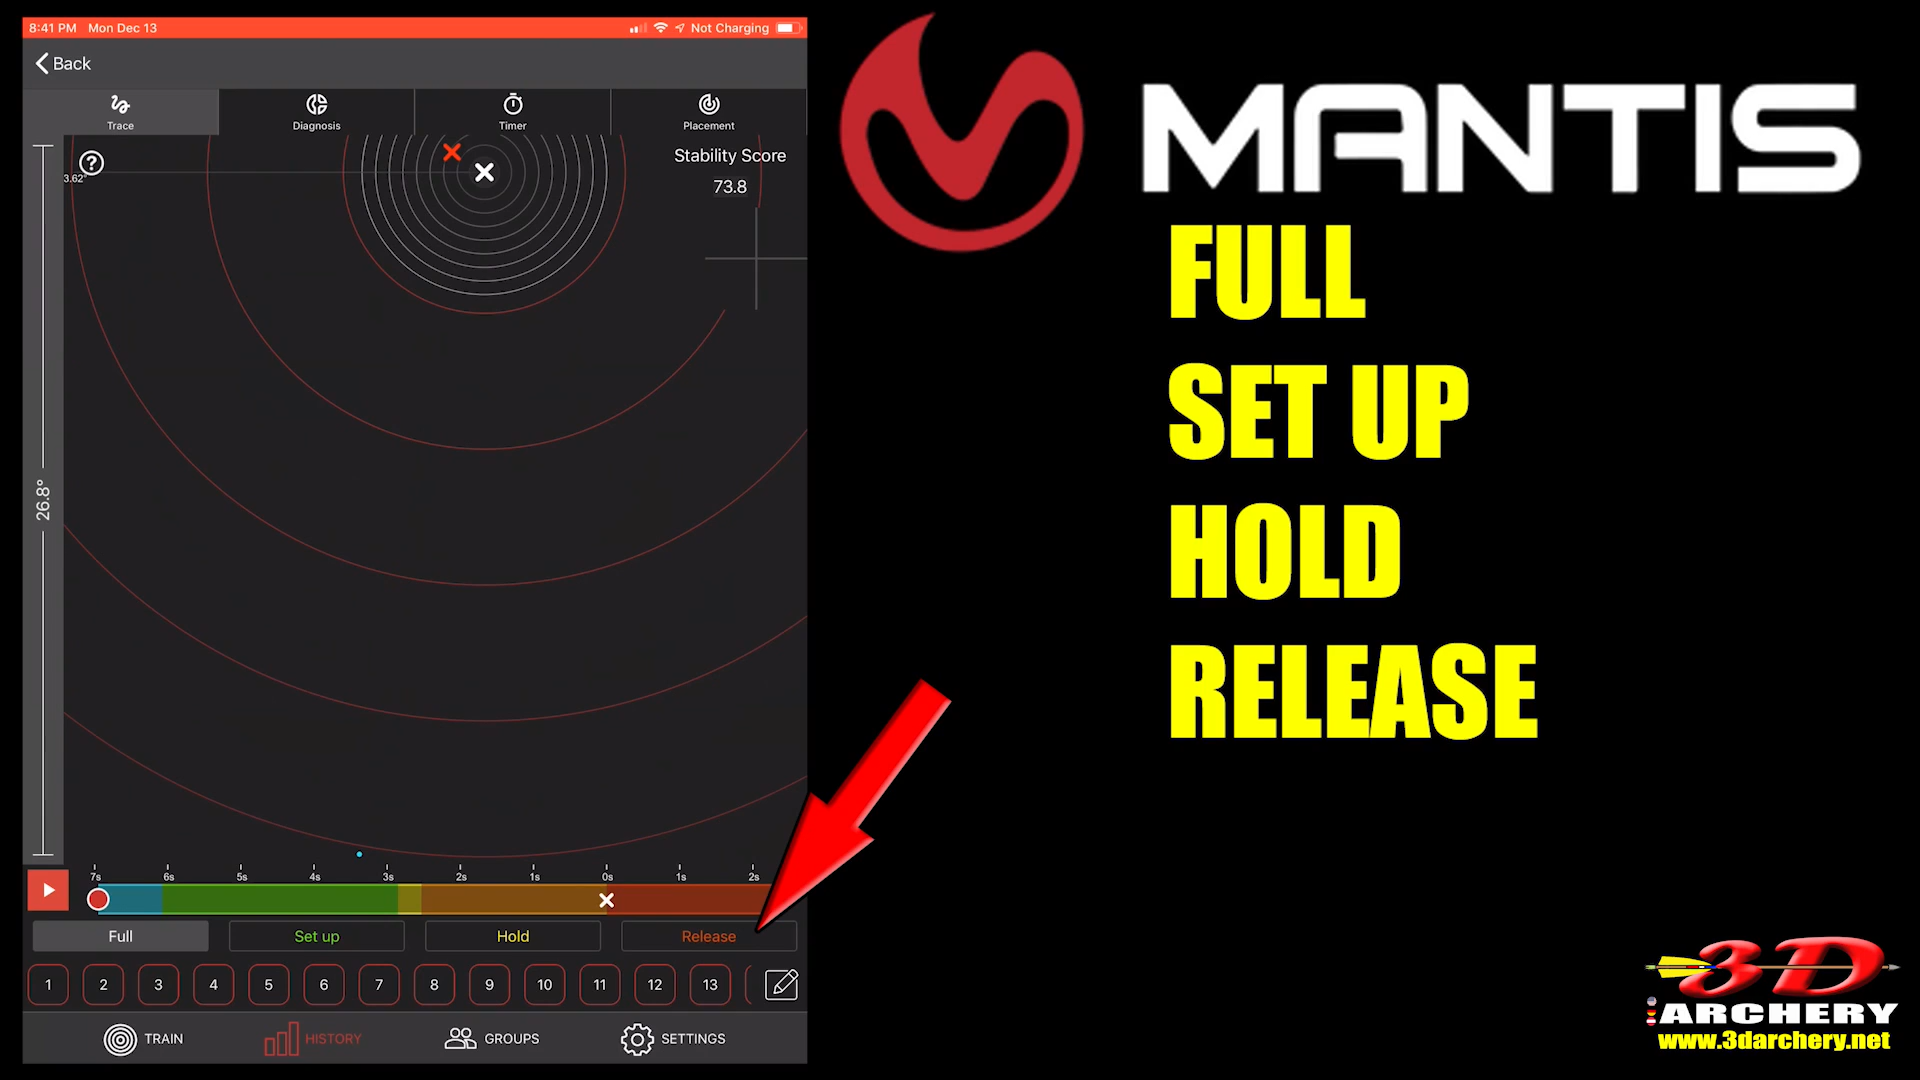 8:41 PM Mon Dec 13
Not Charging
Back
Trace
Diagnosis
Timer
Placement
?
3.62°
Stability Score
73.8
26.8°
7s 6s 5s 4s 3s 2s 1s 0s 1s 2s
Full
Set up
Hold
Release
1 2 3 4 5 6 7 8 9 10 11 12 13
TRAIN
HISTORY
GROUPS
SETTINGS
MANTIS
FULL
SET UP
HOLD
RELEASE
3D
ARCHERY
www.3darchery.net